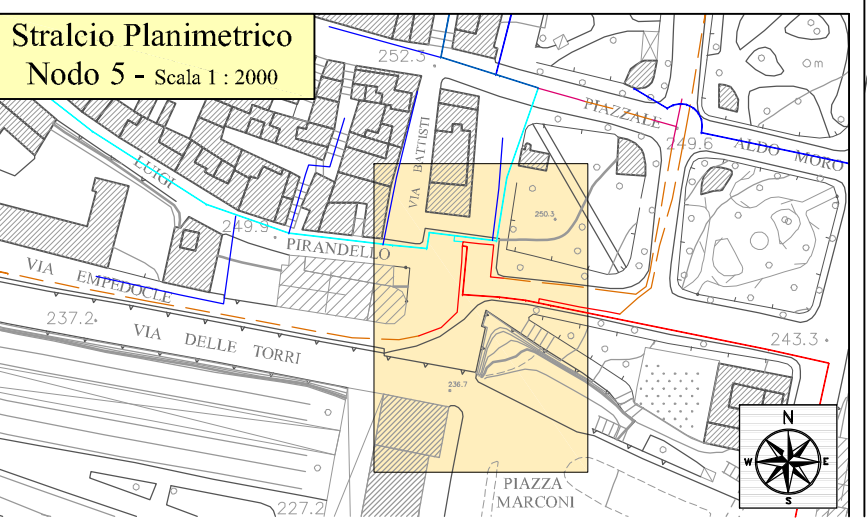 Stralcio Planimetrico
Nodo 5 - Scala 1 : 2000
252.3
PIAZZALE
ALDO MORO
249.6
m
VIA BATTISTI
LUIGI
PIRANDELLO
249.9
250.3
VIA EMPEDOCLE
237.2
VIA DELLE TORRI
243.3
236.7
227.2
PIAZZA
MARCONI
N
W E
S